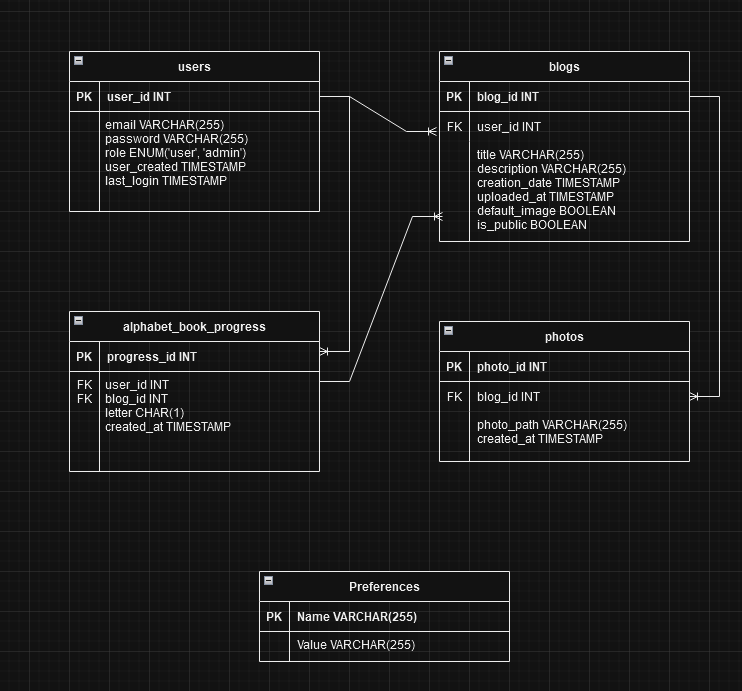 users
PK user_id INT
email VARCHAR(255)
password VARCHAR(255)
role ENUM('user', 'admin')
user_created TIMESTAMP
last_login TIMESTAMP
blogs
PK blog_id INT
FK user_id INT
title VARCHAR(255)
description VARCHAR(255)
creation_date TIMESTAMP
uploaded_at TIMESTAMP
default_image BOOLEAN
is_public BOOLEAN
alphabet_book_progress
PK progress_id INT
FK user_id INT
FK blog_id INT
letter CHAR(1)
created_at TIMESTAMP
photos
PK photo_id INT
FK blog_id INT
photo_path VARCHAR(255)
created_at TIMESTAMP
Preferences
PK Name VARCHAR(255)
Value VARCHAR(255)